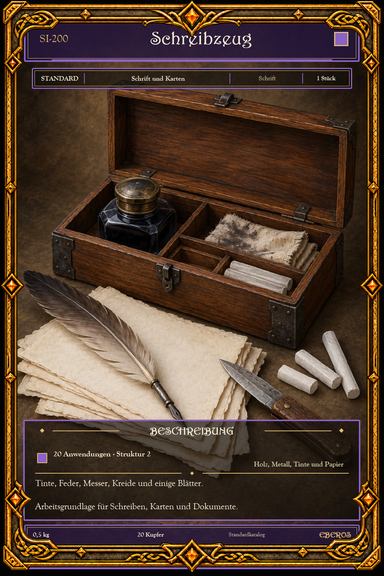 SI-200
Schreibzeug
STANDARD
Schrift und Karten
Schrift
1 Stück
BESCHREIBUNG
20 Anwendungen · Struktur 2
Holz, Metall, Tinte und Papier
Tinte, Feder, Messer, Kreide und einige Blätter.
Arbeitsgrundlage für Schreiben, Karten und Dokumente.
0,5 kg
20 Kupfer
Standardkatalog